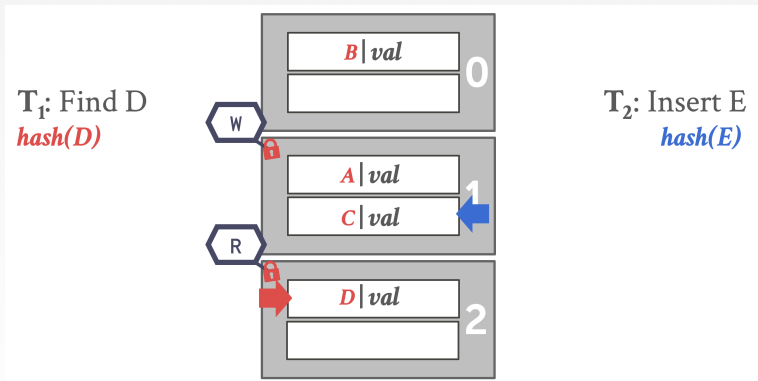 B|val
0
T₁: Find D
hash(D)
W
T₂: Insert E
hash(E)
A|val
1
C|val
R
D|val
2